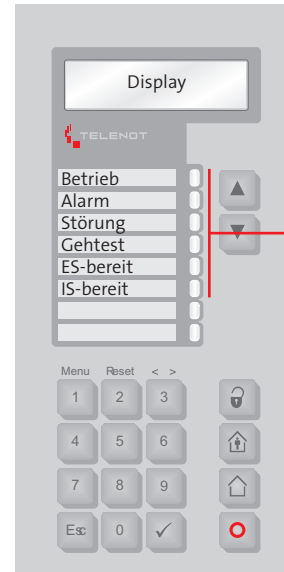 Display
TELENOT
Betrieb
Alarm
Störung
Gehtest
ES-bereit
IS-bereit
Menu Reset < >
1 2 3
4 5 6
7 8 9
Esc 0